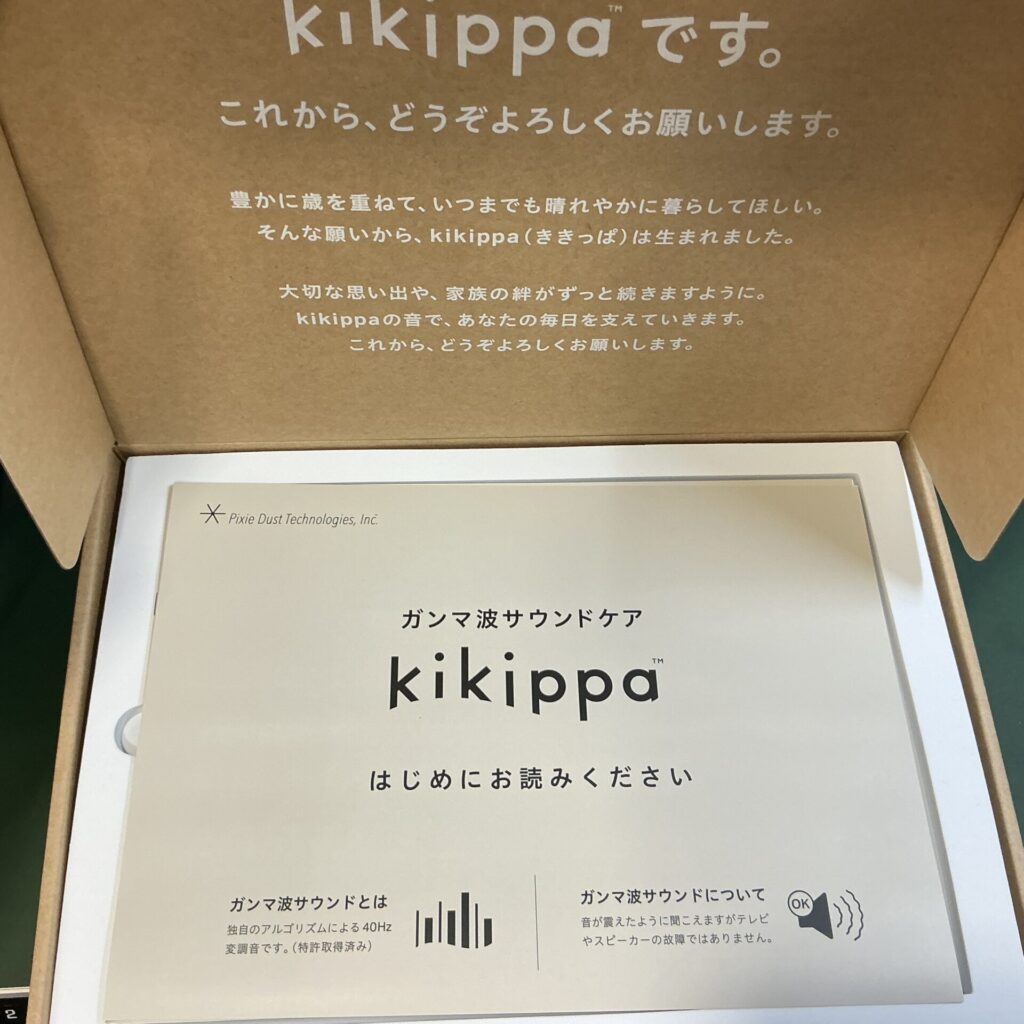 kikippa™です。
これから、どうぞよろしくお願いします。
豊かに歳を重ねて、いつまでも晴れやかに暮らしてほしい。
そんな願いから、kikippa(ききっぱ)は生まれました。
大切な思い出や、家族の絆がずっと続きますように。
kikippaの音で、あなたの毎日を支えていきます。
これから、どうぞよろしくお願いします。
Pixie Dust Technologies, Inc.
ガンマ波サウンドケア
kikippa™
はじめにお読みください
ガンマ波サウンドとは
独自のアルゴリズムによる40Hz
変調音です。(特許取得済み)
ガンマ波サウンドについて
音が震えたように聞こえますがテレビ
やスピーカーの故障ではありません。
OK
2